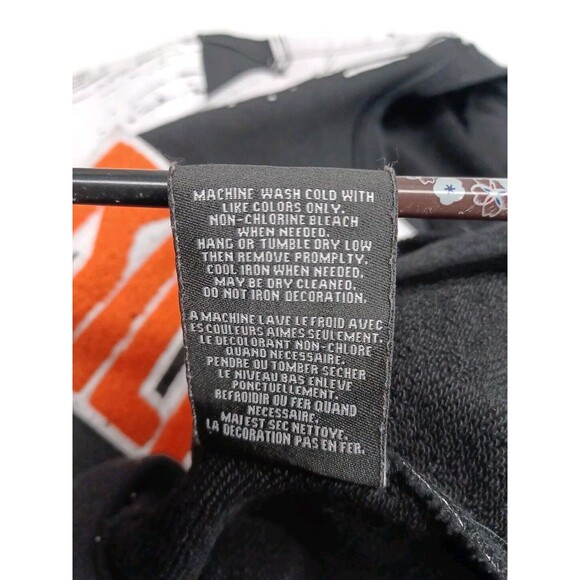 MACHINE WASH COLD WITH
LIKE COLORS ONLY.
NON-CHLORINE BLEACH
WHEN NEEDED.
HANG OR TUMBLE DRY LOW
THEN REMOVE PROMPLTY.
COOL IRON WHEN NEEDED.
MAY BE DRY CLEANED.
DO NOT IRON DECORATION.
A MACHINE LAVE LE FROID AVEC
ES COULEURS AIMES SEULEMENT.
LE DECOLORANT NON-CHLORE
QUAND NECESSAIRE.
PENDRE OU TOMBER SECHER
LE NIVEAU BAS ENLEVE
PONCTUELLEMENT.
REFROIDIR OU FER QUAND
NECESSAIRE.
MAI EST SEC NETTOYE.
LA DECORATION PAS EN FER.